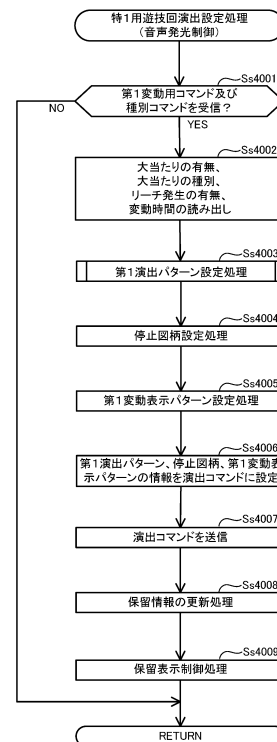 特1用遊技回演出設定処理
(音声発光制御)
Ss4001
第1変動用コマンド及び
種別コマンドを受信？
NO
YES
Ss4002
大当たりの有無、
大当たりの種別、
リーチ発生の有無、
変動時間の読み出し
Ss4003
第1演出パターン設定処理
Ss4004
停止図柄設定処理
Ss4005
第1変動表示パターン設定処理
Ss4006
第1演出パターン、停止図柄、第1変動表
示パターンの情報を演出コマンドに設定
Ss4007
演出コマンドを送信
Ss4008
保留情報の更新処理
Ss4009
保留表示制御処理
RETURN